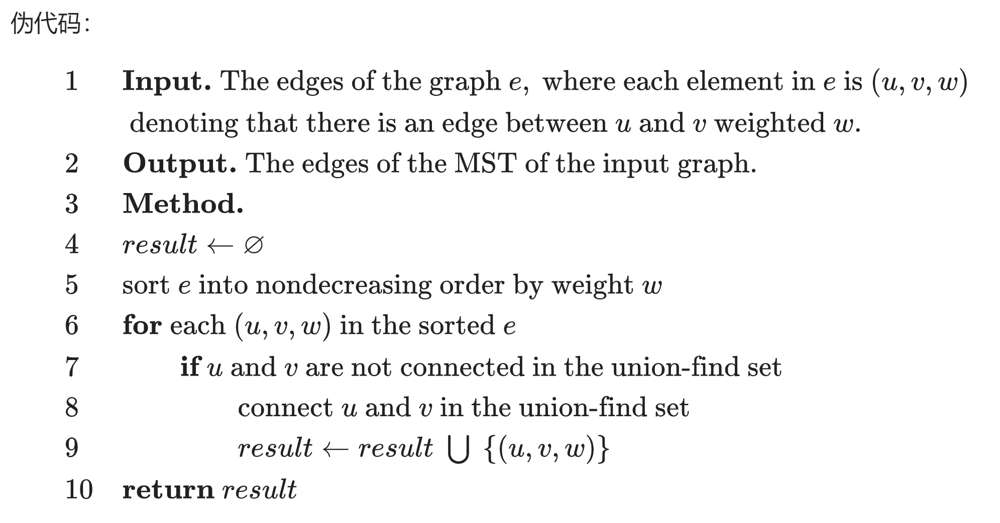 伪代码：
1 Input. The edges of the graph e, where each element in e is (u, v, w)
denoting that there is an edge between u and v weighted w.
2 Output. The edges of the MST of the input graph.
3 Method.
4 result ← ∅
5 sort e into nondecreasing order by weight w
6 for each (u, v, w) in the sorted e
7 if u and v are not connected in the union-find set
8 connect u and v in the union-find set
9 result ← result ⋃ {(u, v, w)}
10 return result